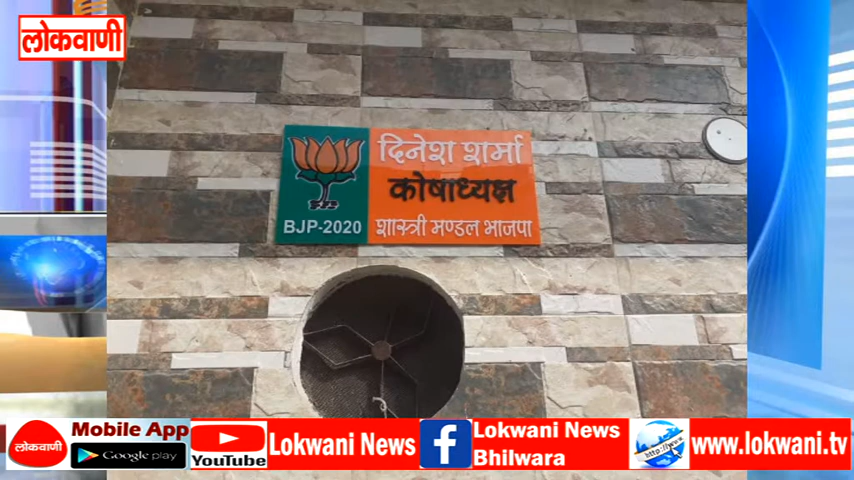 लोकवाणी
दिनेश शर्मा
कोषाध्यक्ष
BJP-2020
शास्त्री मण्डल भाजपा
लोकवाणी
Mobile App
Google play
YouTube
Lokwani News
f
Lokwani News
Bhilwara
http://
www.lokwani.tv